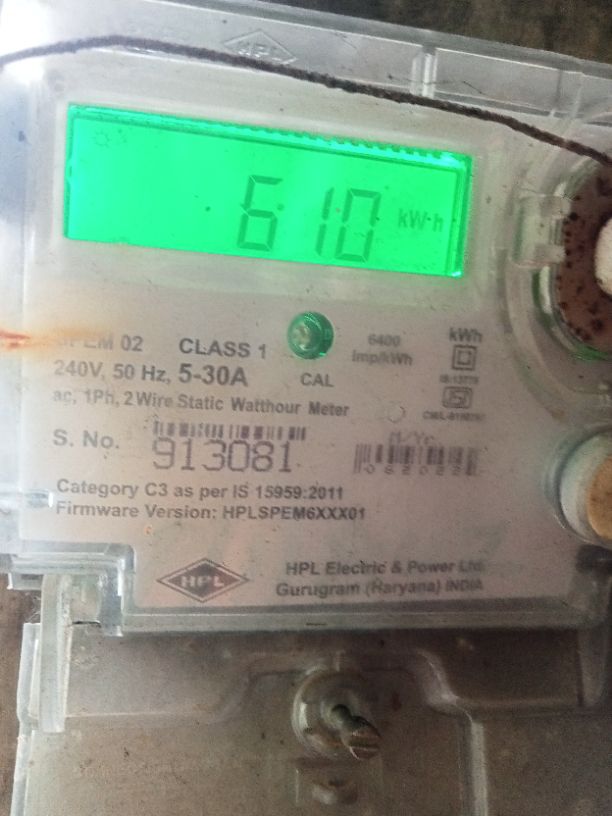 HPL
610 kWh
SPEM 02 CLASS 1
6400 imp/kWh
kWh
240V, 50 Hz, 5-30A
CAL
ac, 1Ph, 2 Wire Static Watthour Meter
S. No.
913081
M/Yr.
Category C3 as per IS 15959:2011
Firmware Version: HPLSPEM6XXX01
HPL
HPL Electric & Power Ltd.
Gurugram (Haryana) INDIA